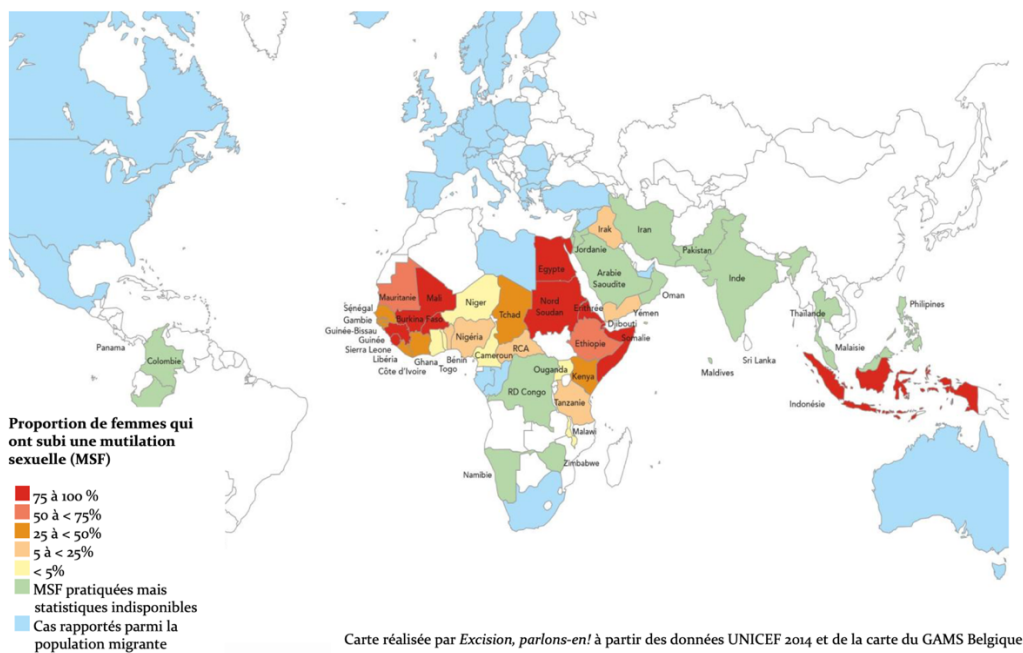 Irak
Iran
Jordanie
Pakistan
Egypte
Arabie
Saoudite
Inde
Oman
Mauritanie
Mali
Niger
Nord
Soudan
Erithrée
Yémen
Sénégal
Gambie
Burkina Faso
Tchad
Djibouti
Guinée-Bissau
Guinée
Sierra Leone
Libéria
Côte d'Ivoire
Ghana
Togo
Bénin
Nigéria
Cameroun
RCA
Ethiopie
Somalie
Ouganda
Kenya
RD Congo
Tanzanie
Malawi
Zimbabwe
Namibie
Thaïlande
Philipines
Malaisie
Sri Lanka
Maldives
Indonésie
Panama
Colombie
Proportion de femmes qui
ont subi une mutilation
sexuelle (MSF)
75 à 100 %
50 à < 75%
25 à < 50%
5 à < 25%
< 5%
MSF pratiquées mais
statistiques indisponibles
Cas rapportés parmi la
population migrante
Carte réalisée par Excision, parlons-en! à partir des données UNICEF 2014 et de la carte du GAMS Belgique